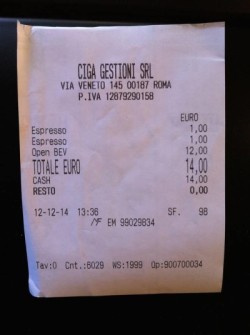 CIGA GESTIONI SRL
VIA VENETO 145 00187 ROMA
P.IVA 12879290158
EURO
Espresso 1,00
Espresso 1,00
Open BEV 12,00
TOTALE EURO 14,00
CASH 14,00
RESTO 0,00
12-12-14 13:36 SF. 98
/MF EM 99029834
Tav:0 Cnt.:6029 WS:1999 Op:900700034